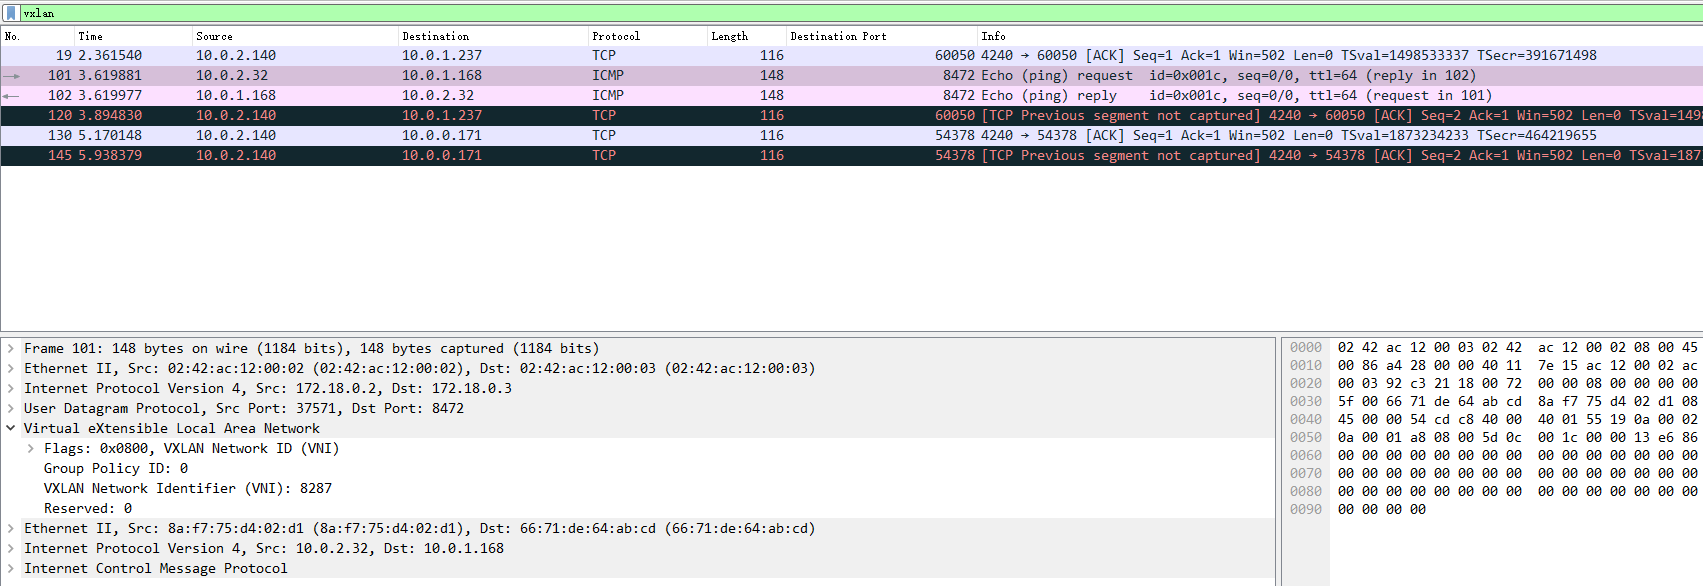 vxlan
No. Time Source Destination Protocol Length Destination Port Info
19 2.361540 10.0.2.140 10.0.1.237 TCP 116 60050 4240 → 60050 [ACK] Seq=1 Ack=1 Win=502 Len=0 TSval=1498533337 TSecr=391671498
101 3.619881 10.0.2.32 10.0.1.168 ICMP 148 8472 Echo (ping) request id=0x001c, seq=0/0, ttl=64 (reply in 102)
102 3.619977 10.0.1.168 10.0.2.32 ICMP 148 8472 Echo (ping) reply id=0x001c, seq=0/0, ttl=64 (request in 101)
120 3.894830 10.0.2.140 10.0.1.237 TCP 116 60050 [TCP Previous segment not captured] 4240 → 60050 [ACK] Seq=2 Ack=1 Win=502 Len=0 TSval=149
130 5.170148 10.0.2.140 10.0.0.171 TCP 116 54378 4240 → 54378 [ACK] Seq=1 Ack=1 Win=502 Len=0 TSval=1873234233 TSecr=464219655
145 5.938379 10.0.2.140 10.0.0.171 TCP 116 54378 [TCP Previous segment not captured] 4240 → 54378 [ACK] Seq=2 Ack=1 Win=502 Len=0 TSval=187
Frame 101: 148 bytes on wire (1184 bits), 148 bytes captured (1184 bits)
Ethernet II, Src: 02:42:ac:12:00:02 (02:42:ac:12:00:02), Dst: 02:42:ac:12:00:03 (02:42:ac:12:00:03)
Internet Protocol Version 4, Src: 172.18.0.2, Dst: 172.18.0.3
User Datagram Protocol, Src Port: 37571, Dst Port: 8472
Virtual eXtensible Local Area Network
Flags: 0x0800, VXLAN Network ID (VNI)
Group Policy ID: 0
VXLAN Network Identifier (VNI): 8287
Reserved: 0
Ethernet II, Src: 8a:f7:75:d4:02:d1 (8a:f7:75:d4:02:d1), Dst: 66:71:de:64:ab:cd (66:71:de:64:ab:cd)
Internet Protocol Version 4, Src: 10.0.2.32, Dst: 10.0.1.168
Internet Control Message Protocol
0000 02 42 ac 12 00 03 02 42 ac 12 00 02 08 00 45
0010 00 86 a4 28 00 00 40 11 7e 15 ac 12 00 02 ac
0020 00 03 92 c3 21 18 00 72 00 00 08 00 00 00 00
0030 5f 00 66 71 de 64 ab cd 8a f7 75 d4 02 d1 08
0040 45 00 00 54 cd c8 40 00 40 01 55 19 0a 00 02
0050 0a 00 01 a8 08 00 5d 0c 00 1c 00 00 13 e6 86
0060 00 00 00 00 00 00 00 00 00 00 00 00 00 00 00
0070 00 00 00 00 00 00 00 00 00 00 00 00 00 00 00
0080 00 00 00 00 00 00 00 00 00 00 00 00 00 00 00
0090 00 00 00 00